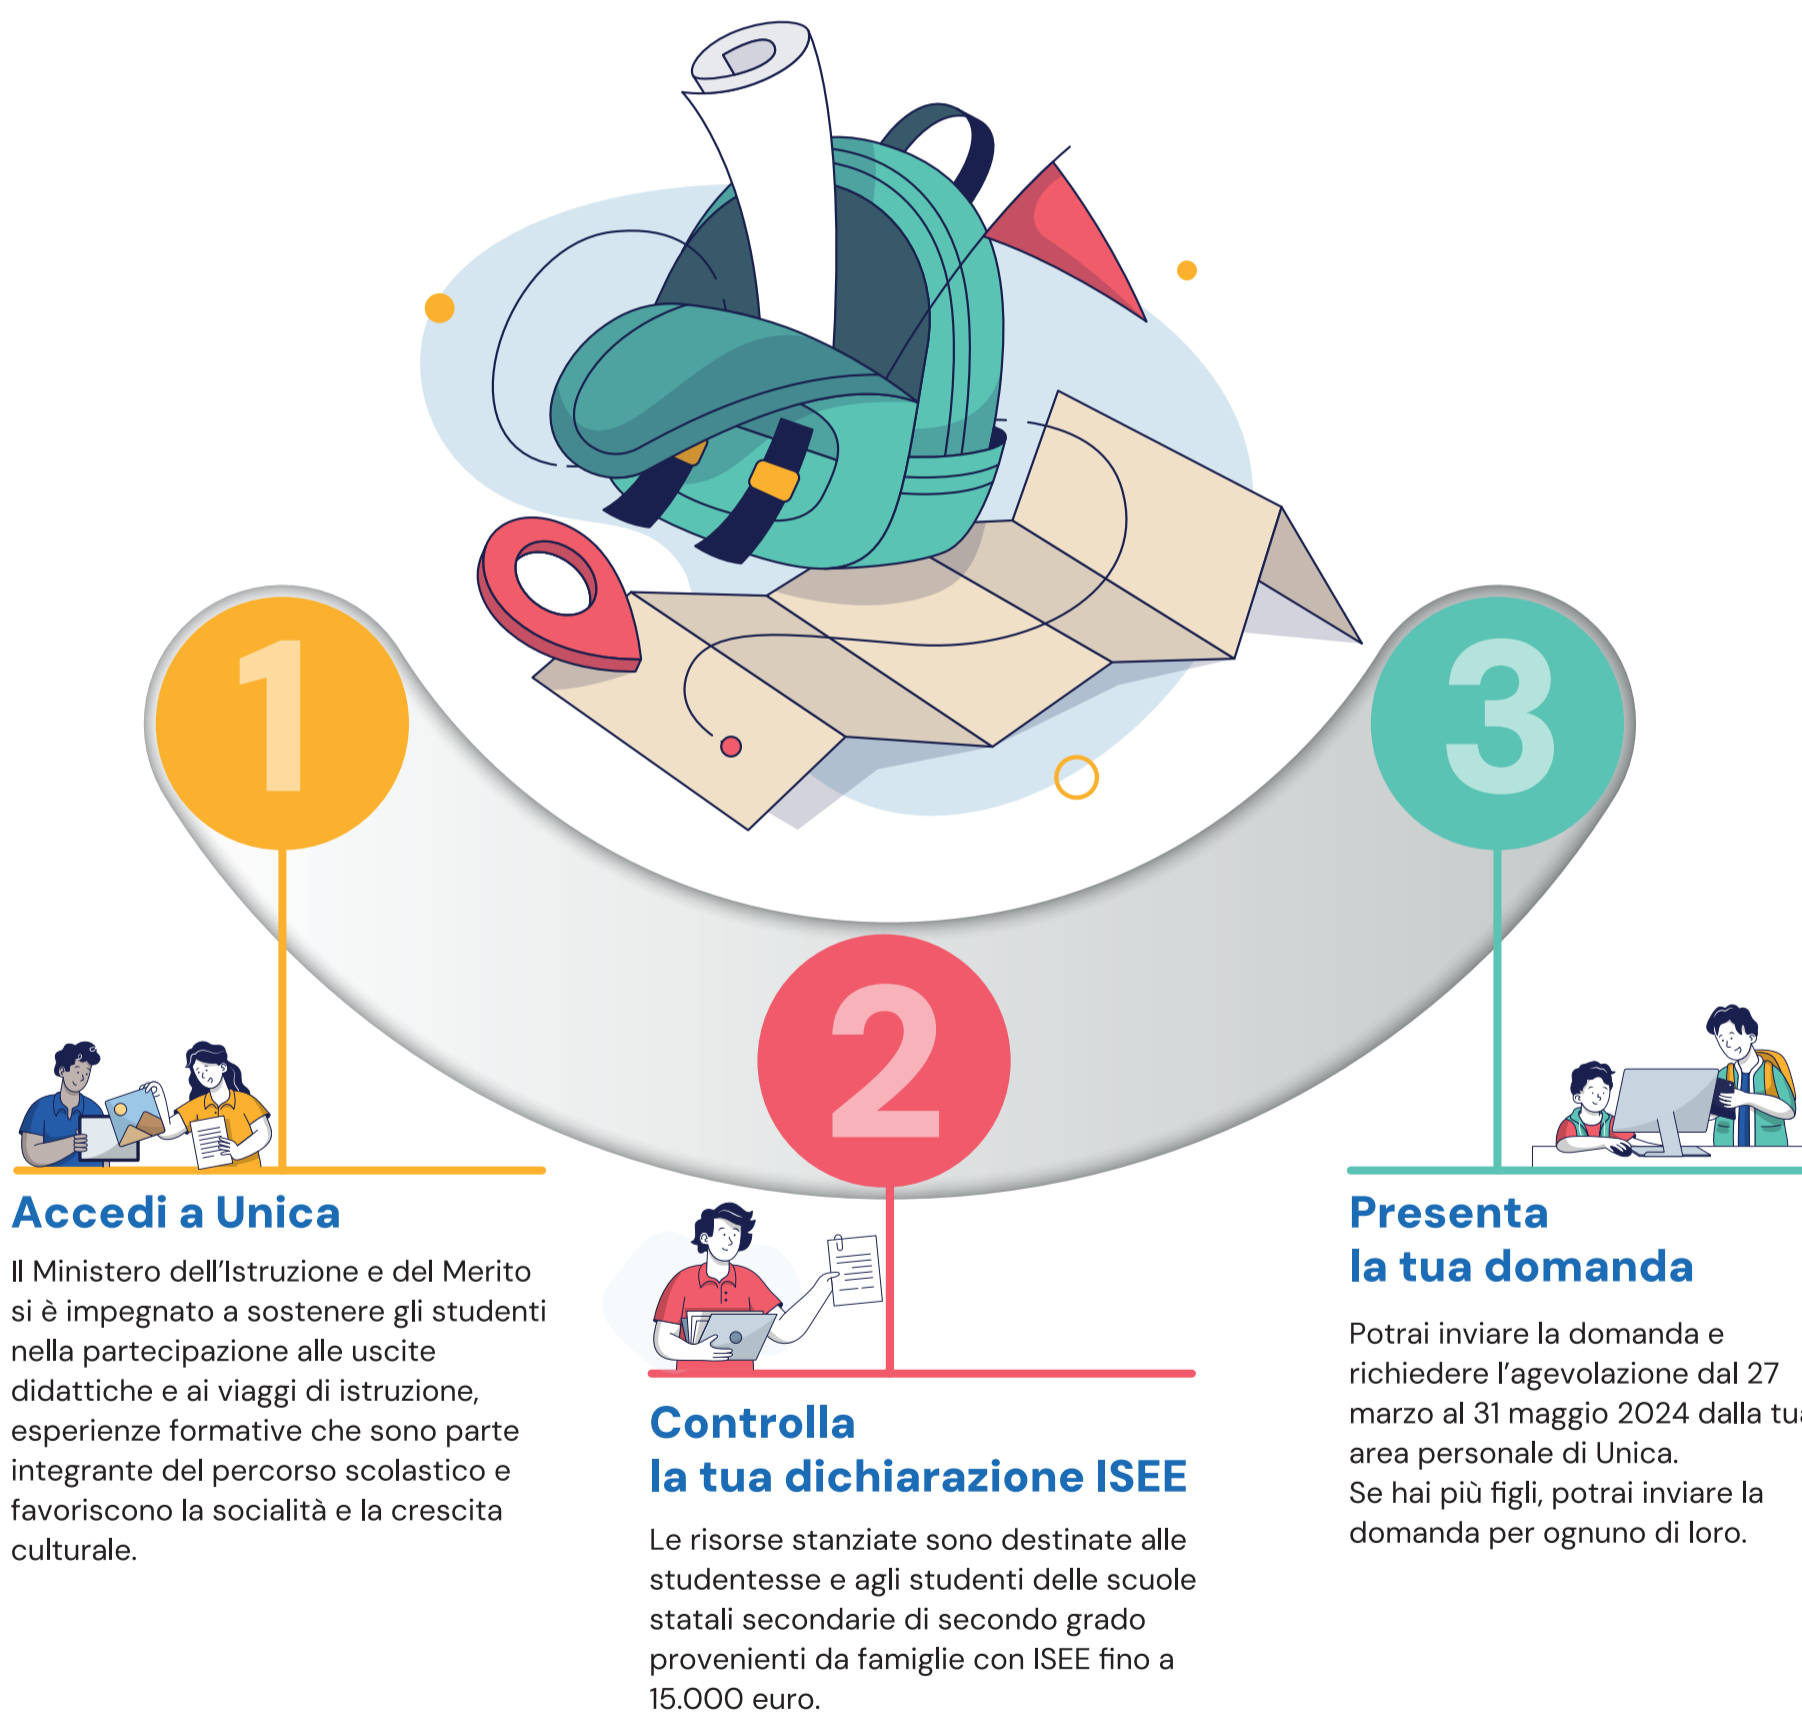 1
Accedi a Unica
Il Ministero dell'Istruzione e del Merito
si è impegnato a sostenere gli studenti
nella partecipazione alle uscite
didattiche e ai viaggi di istruzione,
esperienze formative che sono parte
integrante del percorso scolastico e
favoriscono la socialità e la crescita
culturale.
2
Controlla
la tua dichiarazione ISEE
Le risorse stanziate sono destinate alle
studentesse e agli studenti delle scuole
statali secondarie di secondo grado
provenienti da famiglie con ISEE fino a
15.000 euro.
3
Presenta
la tua domanda
Potrai inviare la domanda e
richiedere l'agevolazione dal 27
marzo al 31 maggio 2024 dalla tua
area personale di Unica.
Se hai più figli, potrai inviare la
domanda per ognuno di loro.